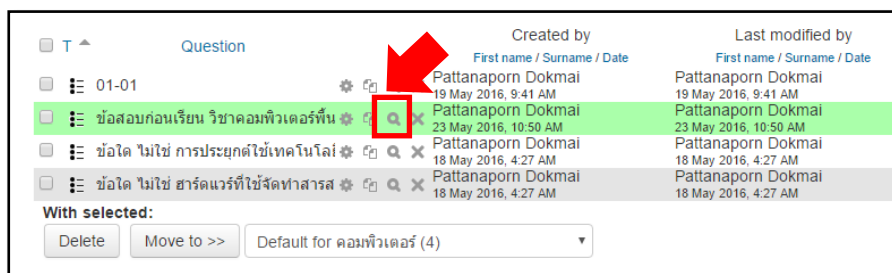 Created by Last modified by
T Question First name / Surname / Date First name / Surname / Date
01-01 Pattanaporn Dokmai Pattanaporn Dokmai
19 May 2016, 9:41 AM 19 May 2016, 9:41 AM
ข้อสอบก่อนเรียน วิชาคอมพิวเตอร์พื้น Pattanaporn Dokmai Pattanaporn Dokmai
23 May 2016, 10:50 AM 23 May 2016, 10:50 AM
ข้อใด ไม่ใช่ การประยุกต์ใช้เทคโนโลยี Pattanaporn Dokmai Pattanaporn Dokmai
18 May 2016, 4:27 AM 18 May 2016, 4:27 AM
ข้อใด ไม่ใช่ ฮาร์ดแวร์ที่ใช้จัดทำสารส Pattanaporn Dokmai Pattanaporn Dokmai
18 May 2016, 4:27 AM 18 May 2016, 4:27 AM
With selected:
Delete Move to >> Default for คอมพิวเตอร์ (4)